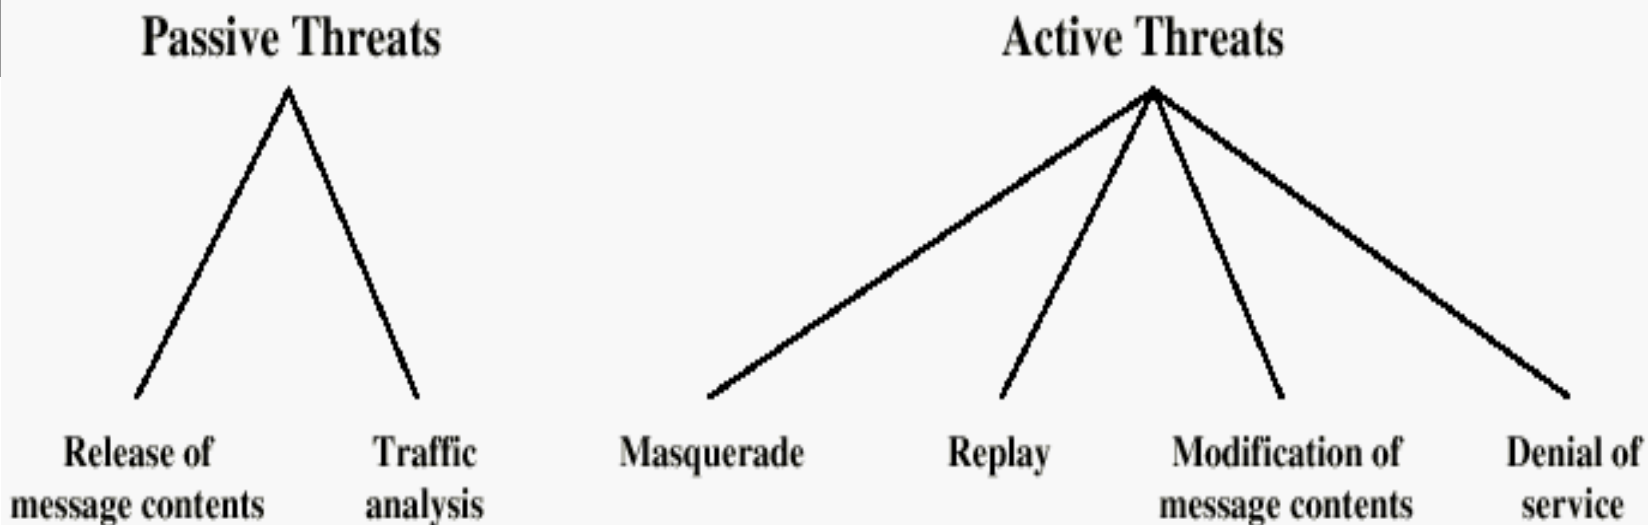 Passive Threats
Active Threats
Release of
message contents
Traffic
analysis
Masquerade
Replay
Modification of
message contents
Denial of
service